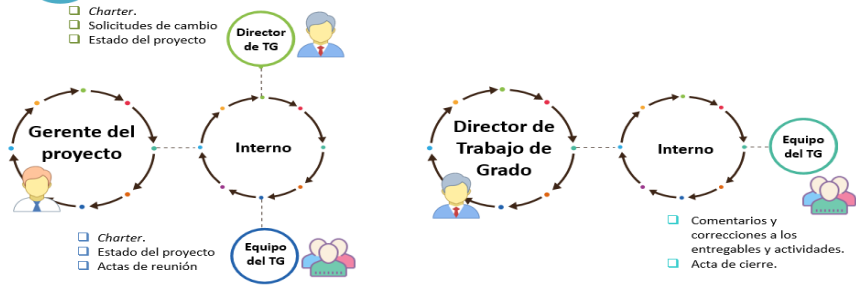 Charter.
Solicitudes de cambio
Estado del proyecto
Director
de TG
Gerente del
proyecto
Interno
Charter.
Estado del proyecto
Actas de reunión
Equipo
del TG
Director de
Trabajo de
Grado
Interno
Equipo
del TG
Comentarios y
correcciones a los
entregables y actividades.
Acta de cierre.